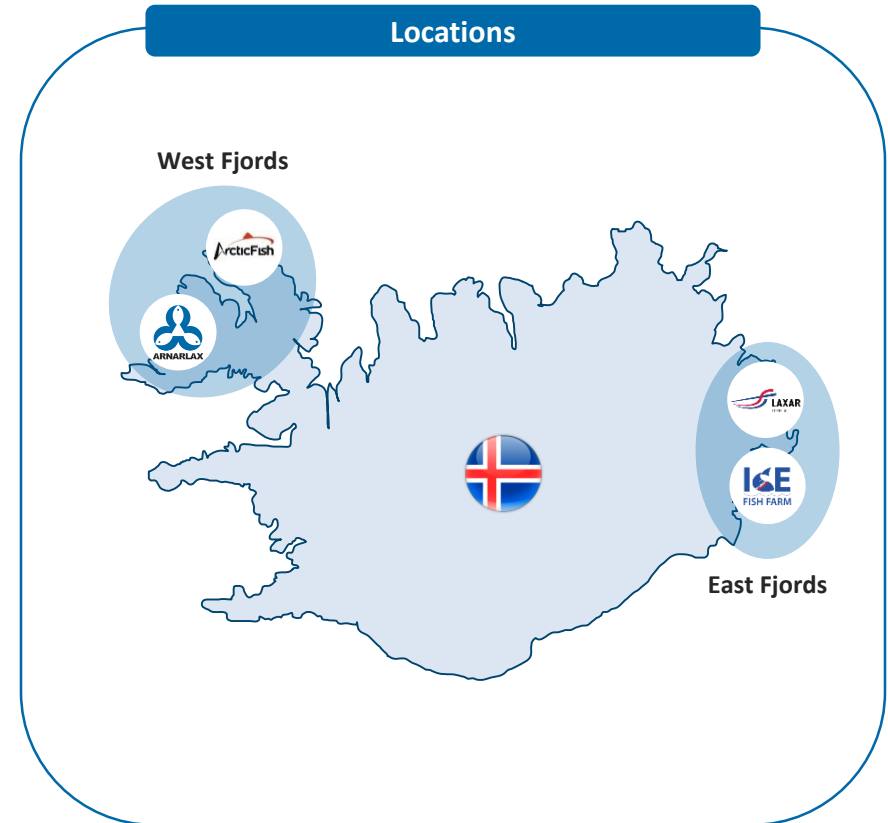 Locations
West Fjords
ArcticFish
ARNARLAX
LAXAR
ICE
FISH FARM
East Fjords